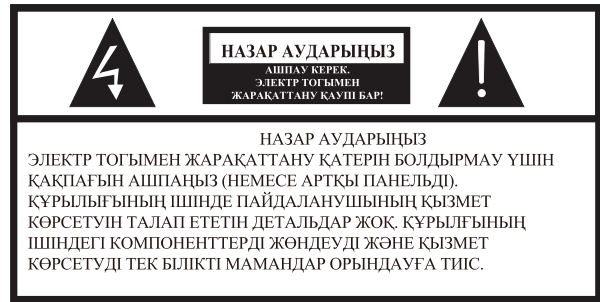 НАЗАР АУДАРЫҢЫЗ
АШПАУ КЕРЕК.
ЭЛЕКТР ТОГЫМЕН
ЖАРАҚАТТАНУ ҚАУПІ БАР!
НАЗАР АУДАРЫҢЫЗ
ЭЛЕКТР ТОГЫМЕН ЖАРАҚАТТАНУ ҚАТЕРІН БОЛДЫРМАУ ҮШІН
ҚАҚПАҒЫН АШПАҢЫЗ (НЕМЕСЕ АРТҚЫ ПАНЕЛЬДІ).
ҚҰРЫЛЫҒЫНЫҢ ІШІНДЕ ПАЙДАЛАНУШЫНЫҢ ҚЫЗМЕТ
КӨРСЕТУІН ТАЛАП ЕТЕТІН ДЕТАЛЬДАР ЖОҚ. ҚҰРЫЛҒЫНЫҢ
ІШІНДЕГІ КОМПОНЕНТТЕРДІ ЖӨНДЕУДІ ЖӘНЕ ҚЫЗМЕТ
КӨРСЕТУДІ ТЕК БІЛІКТІ МАМАНДАР ОРЫНДАУҒА ТИІС.